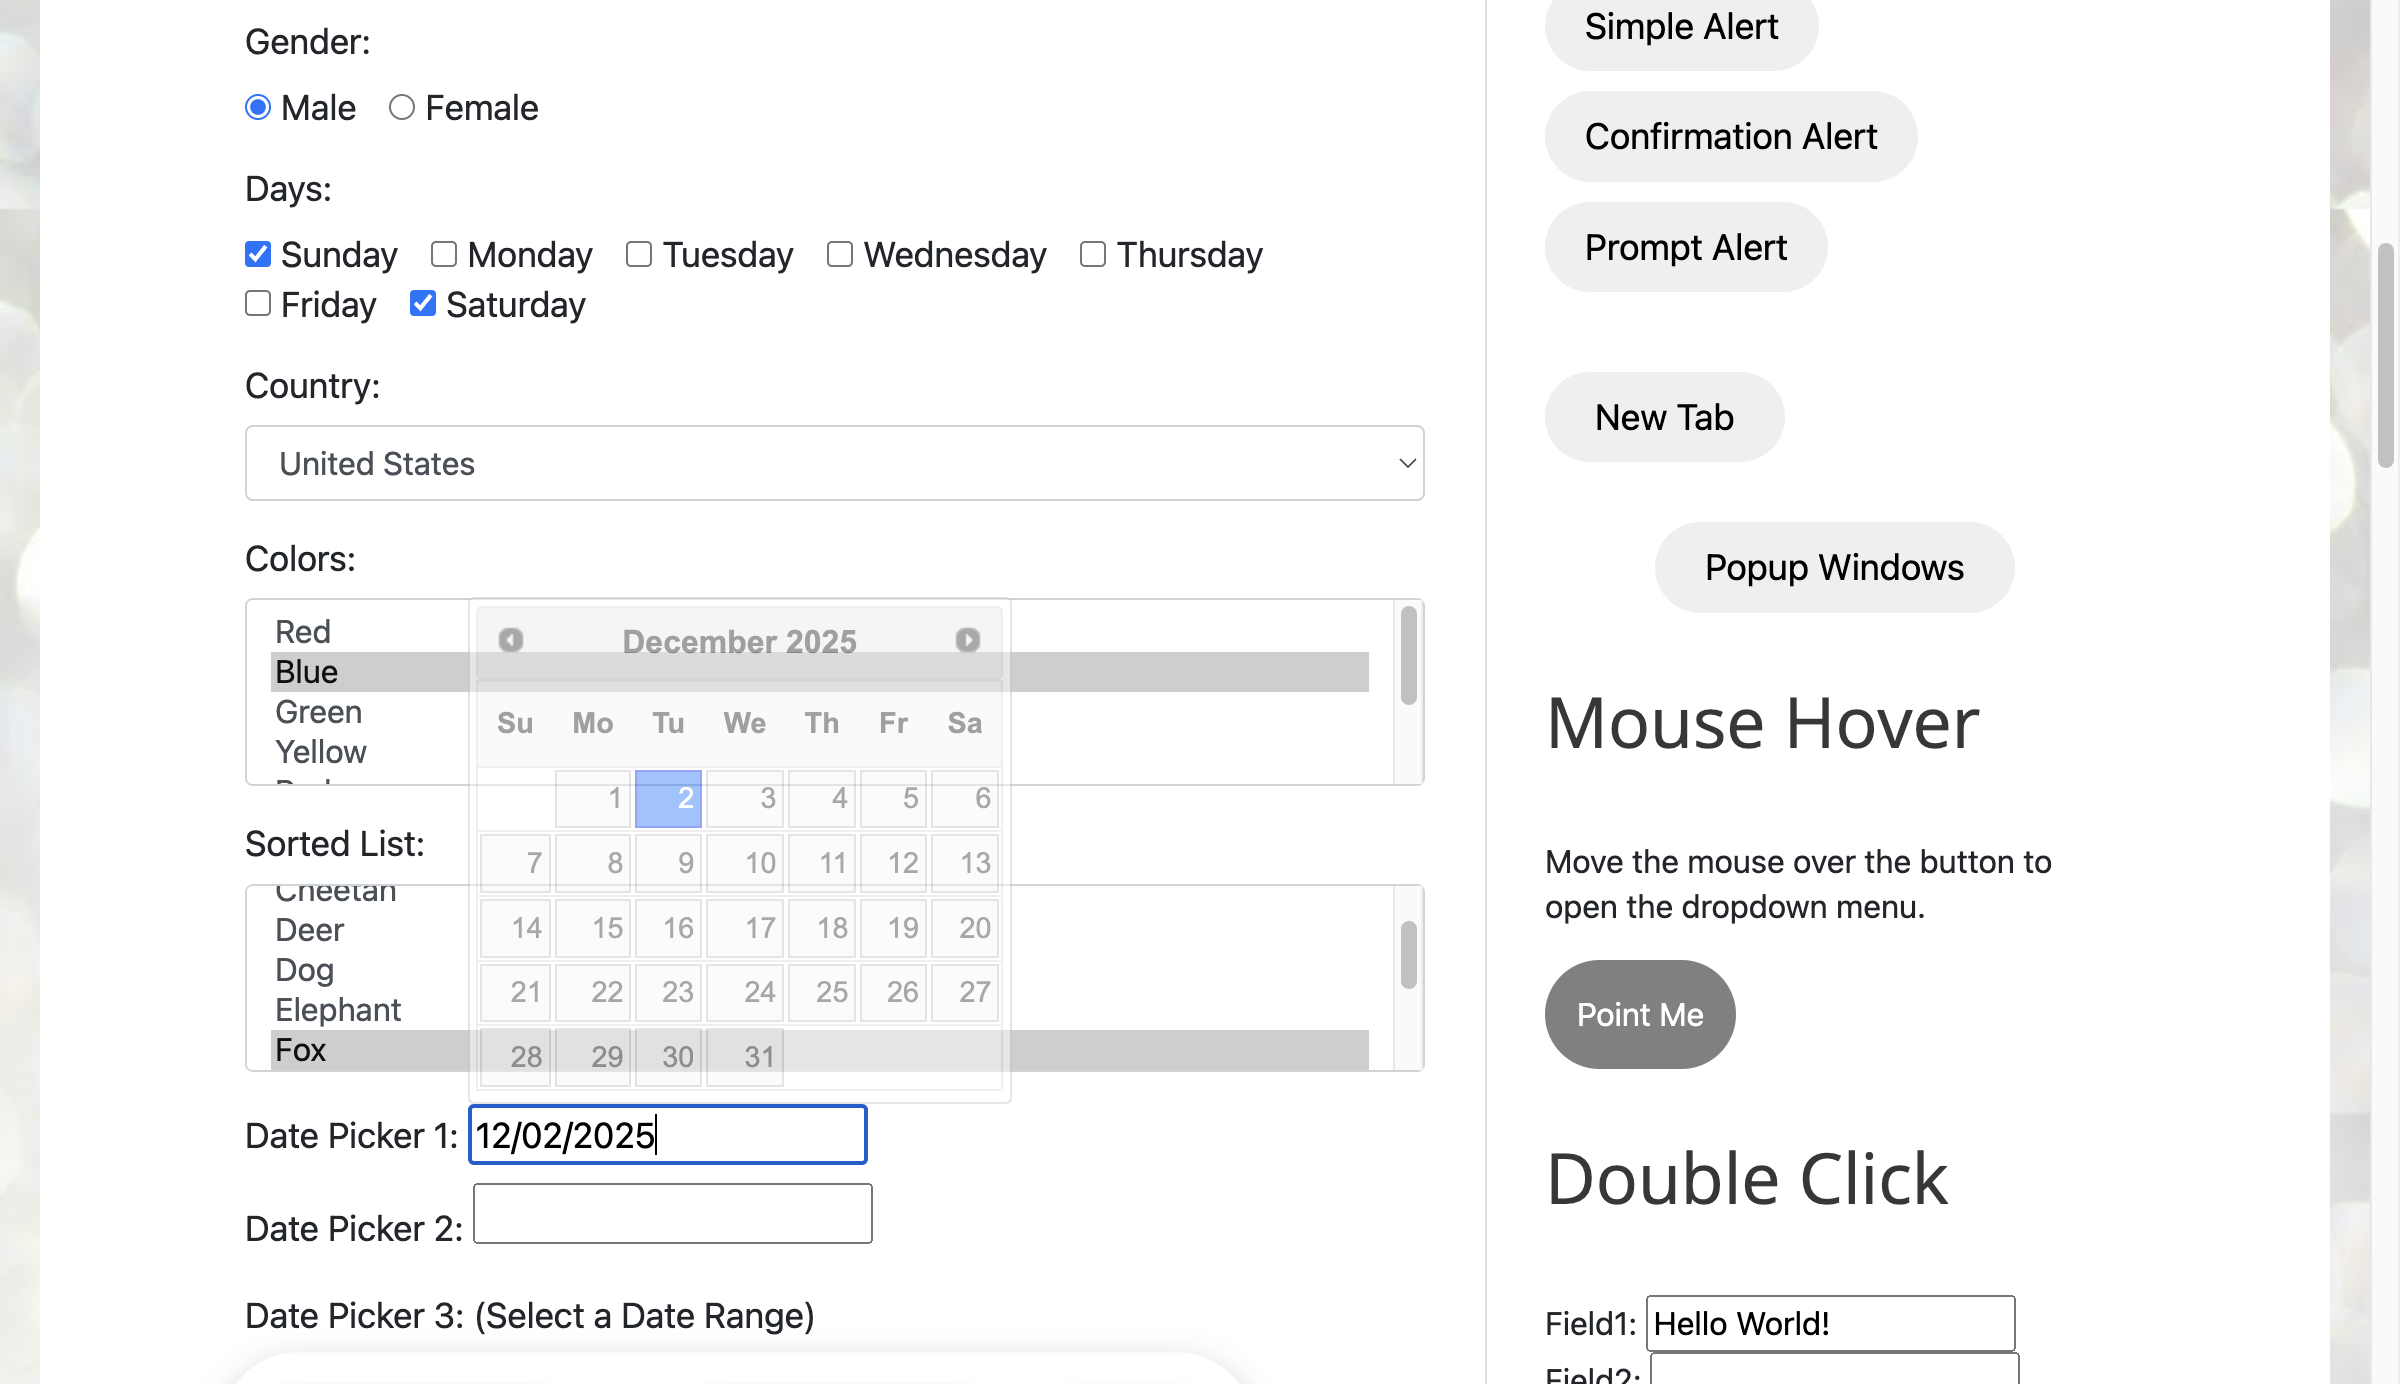 Gender:
Male Female
Days:
Sunday Monday Tuesday Wednesday Thursday
Friday Saturday
Country:
United States
Colors:
Red
Blue
Green
Yellow
December 2025
Su Mo Tu We Th Fr Sa
1 2 3 4 5 6
7 8 9 10 11 12 13
14 15 16 17 18 19 20
21 22 23 24 25 26 27
28 29 30 31
Sorted List:
Cheetah
Deer
Dog
Elephant
Fox
Date Picker 1: 12/02/2025
Date Picker 2:
Date Picker 3: (Select a Date Range)
Simple Alert
Confirmation Alert
Prompt Alert
New Tab
Popup Windows
Mouse Hover
Move the mouse over the button to
open the dropdown menu.
Point Me
Double Click
Field1: Hello World!
Field2: